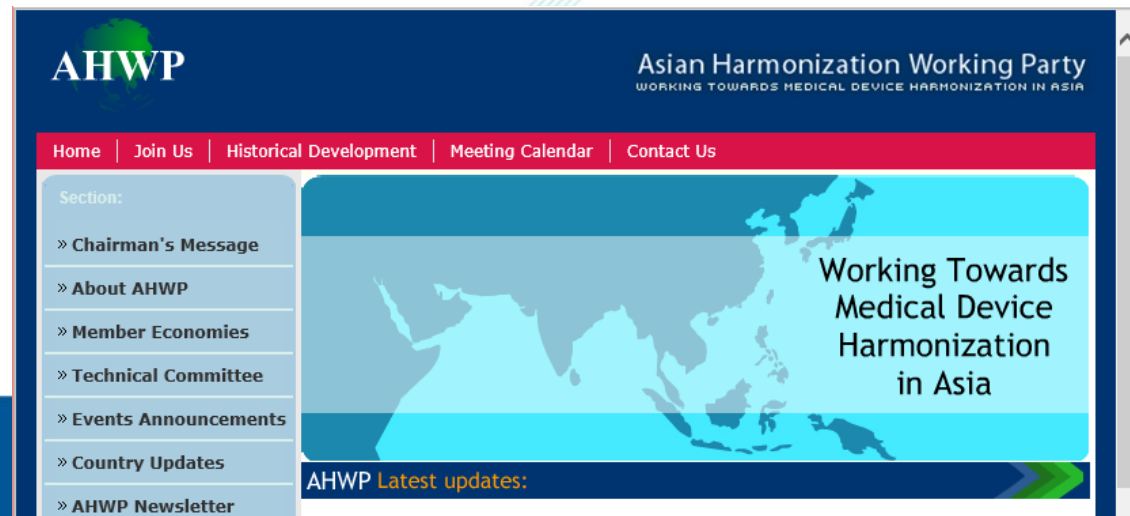 AHWP
Asian Harmonization Working Party
WORKING TOWARDS MEDICAL DEVICE HARMONIZATION IN ASIA
Home | Join Us | Historical Development | Meeting Calendar | Contact Us
Section:
» Chairman's Message
» About AHWP
» Member Economies
» Technical Committee
» Events Announcements
» Country Updates
» AHWP Newsletter
Working Towards
Medical Device
Harmonization
in Asia
AHWP Latest updates: